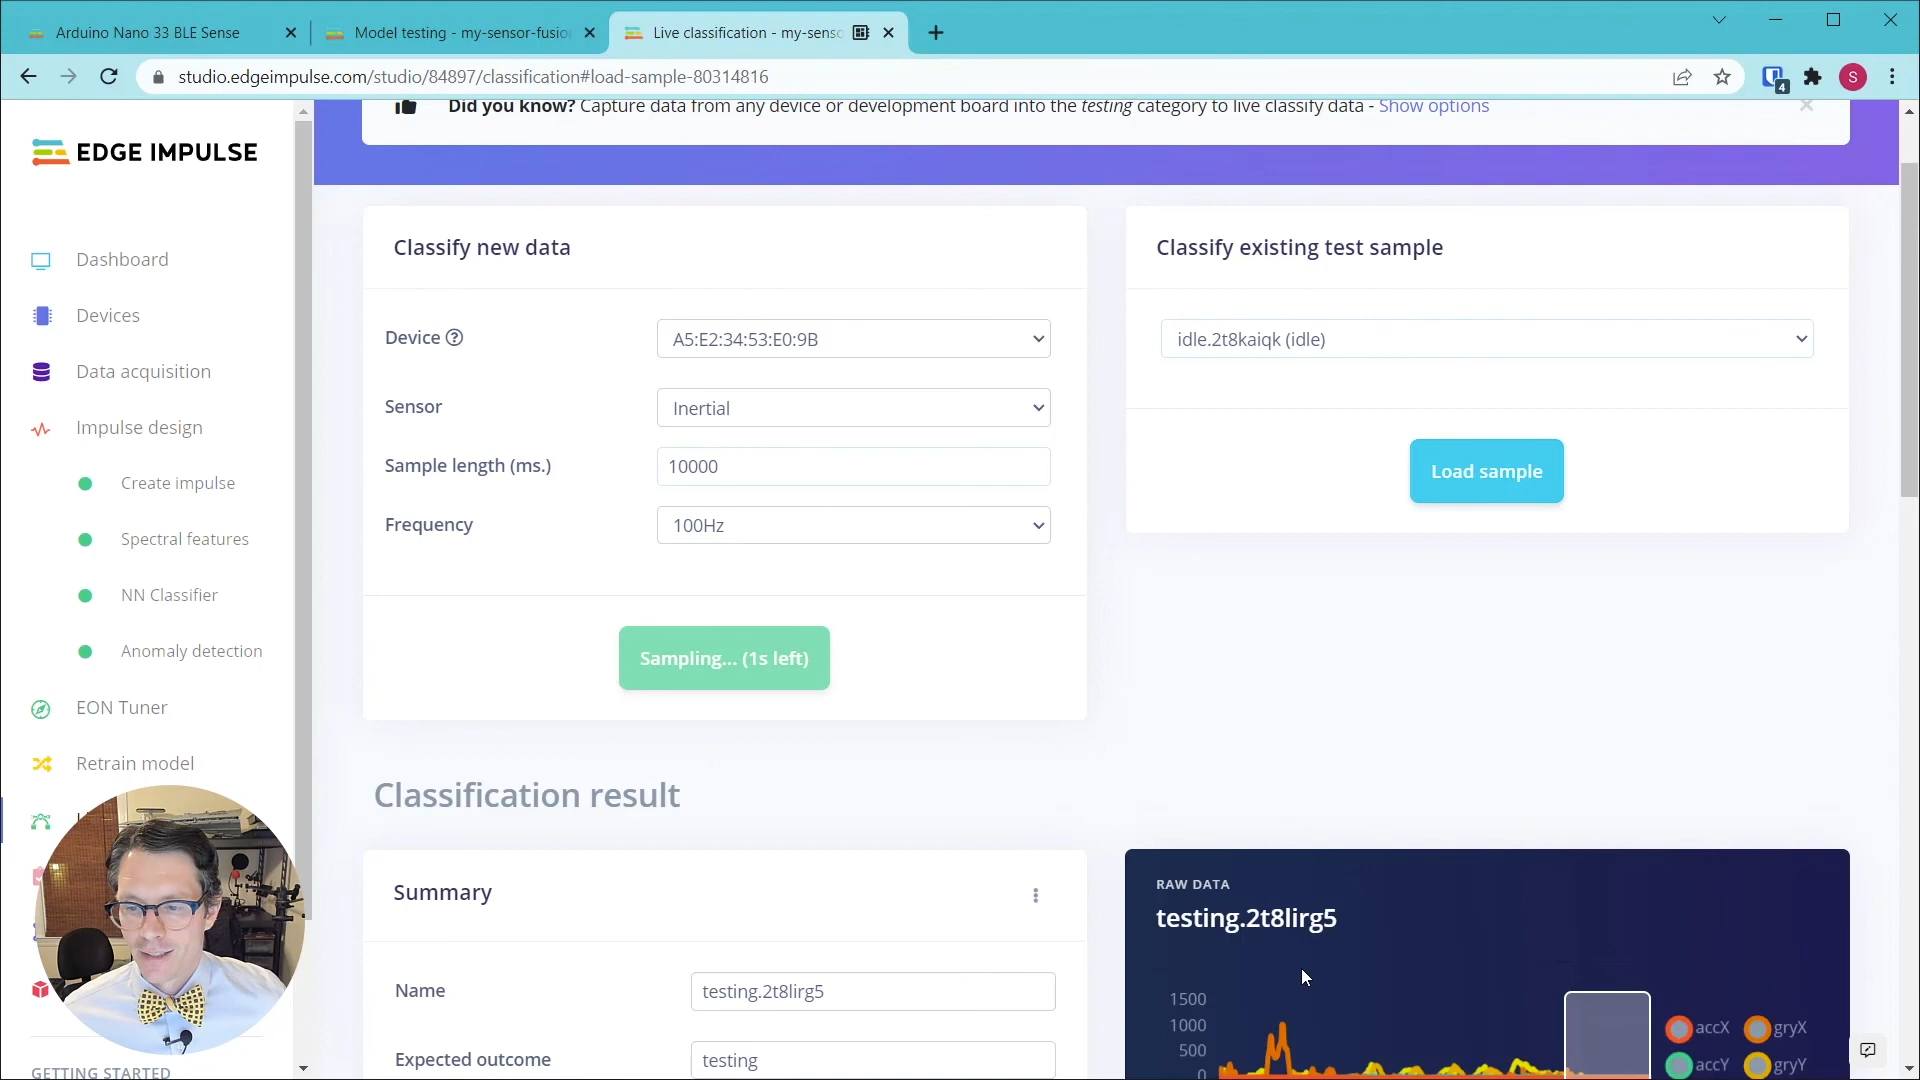 Arduino Nano 33 BLE Sense
Model testing - my-sensor-fusio
Live classification - my-senso
studio.edgeimpulse.com/studio/84897/classification#load-sample-80314816
S
4
EDGE IMPULSE
Did you know? Capture data from any device or development board into the testing category to live classify data - Show options
Dashboard
Devices
Data acquisition
Impulse design
Create impulse
Spectral features
NN Classifier
Anomaly detection
EON Tuner
Retrain model
GETTING STARTED
Classify new data
Device
A5:E2:34:53:E0:9B
Sensor
Inertial
Sample length (ms.)
10000
Frequency
100Hz
Sampling... (1s left)
Classify existing test sample
idle.2t8kaiqk (idle)
Load sample
Classification result
Summary
Name
testing.2t8lirg5
Expected outcome
testing
RAW DATA
testing.2t8lirg5
1500
1000
500
0
accX
gryX
accY
gryY